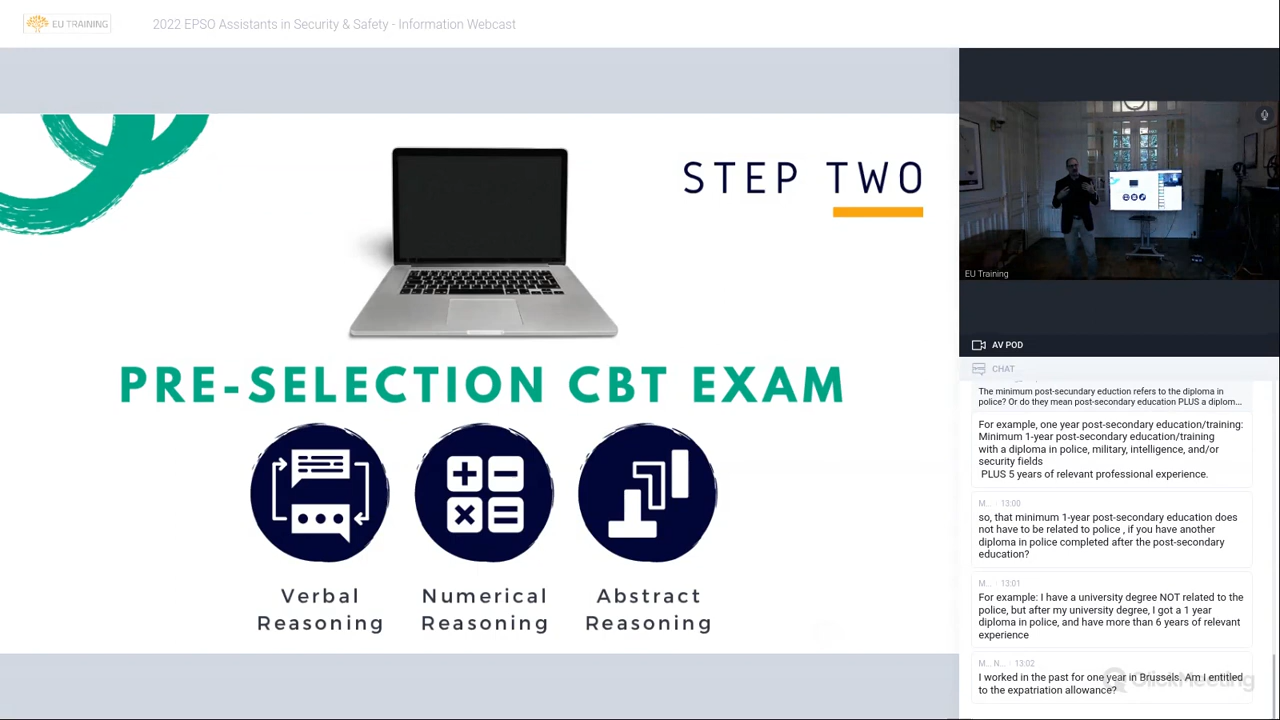 EU TRAINING
2022 EPSO Assistants in Security & Safety - Information Webcast
STEP TWO
PRE-SELECTION CBT EXAM
Verbal
Reasoning
Numerical
Reasoning
Abstract
Reasoning
EU Training
AV POD
CHAT
The minimum post-secundary eduction refers to the diploma in
police? Or do they mean post-secondary education PLUS a diplom...
For example, one year post-secondary education/training:
Minimum 1-year post-secondary education/training
with a diploma in police, military, intelligence, and/or
security fields
PLUS 5 years of relevant professional experience.
M... 13:00
so, that minimum 1-year post-secondary education does
not have to be related to police , if you have another
diploma in police completed after the post-secondary
education?
M... 13:01
For example: I have a university degree NOT related to the
police, but after my university degree, I got a 1 year
diploma in police, and have more than 6 years of relevant
experience
M... N... 13:02
I worked in the past for one year in Brussels. Am I entitled
to the expatriation allowance?
ClickMeeting